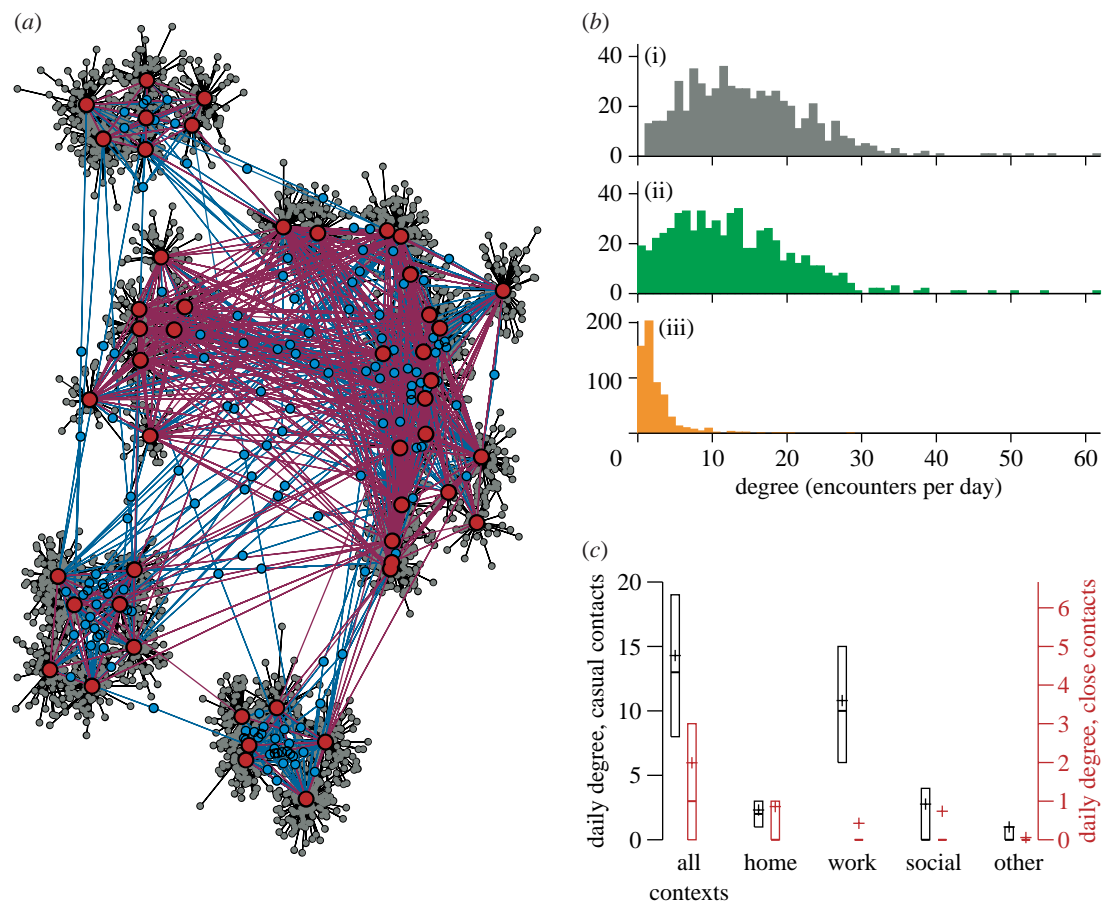 (a)
(b)
(i)
40
20
0
(ii)
40
20
0
(iii)
200
100
0 10 20 30 40 50 60
degree (encounters per day)
(c)
daily degree, casual contacts
20
15
10
5
0
6
5
4
3
2
1
0
daily degree, close contacts
all contexts home work social other